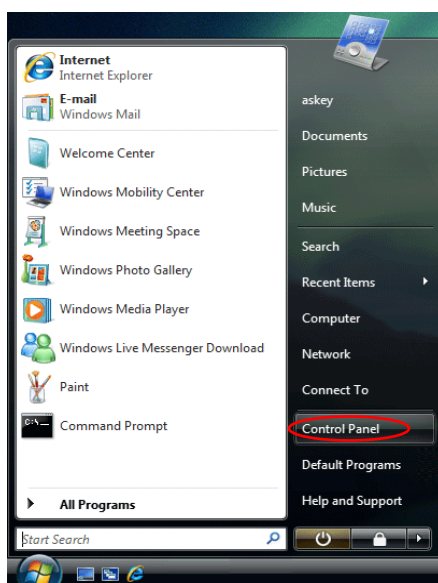 Internet
Internet Explorer
E-mail
Windows Mail
Welcome Center
Windows Mobility Center
Windows Meeting Space
Windows Photo Gallery
Windows Media Player
Windows Live Messenger Download
Paint
C:\
Command Prompt
All Programs
Start Search
askey
Documents
Pictures
Music
Search
Recent Items
Computer
Network
Connect To
Control Panel
Default Programs
Help and Support